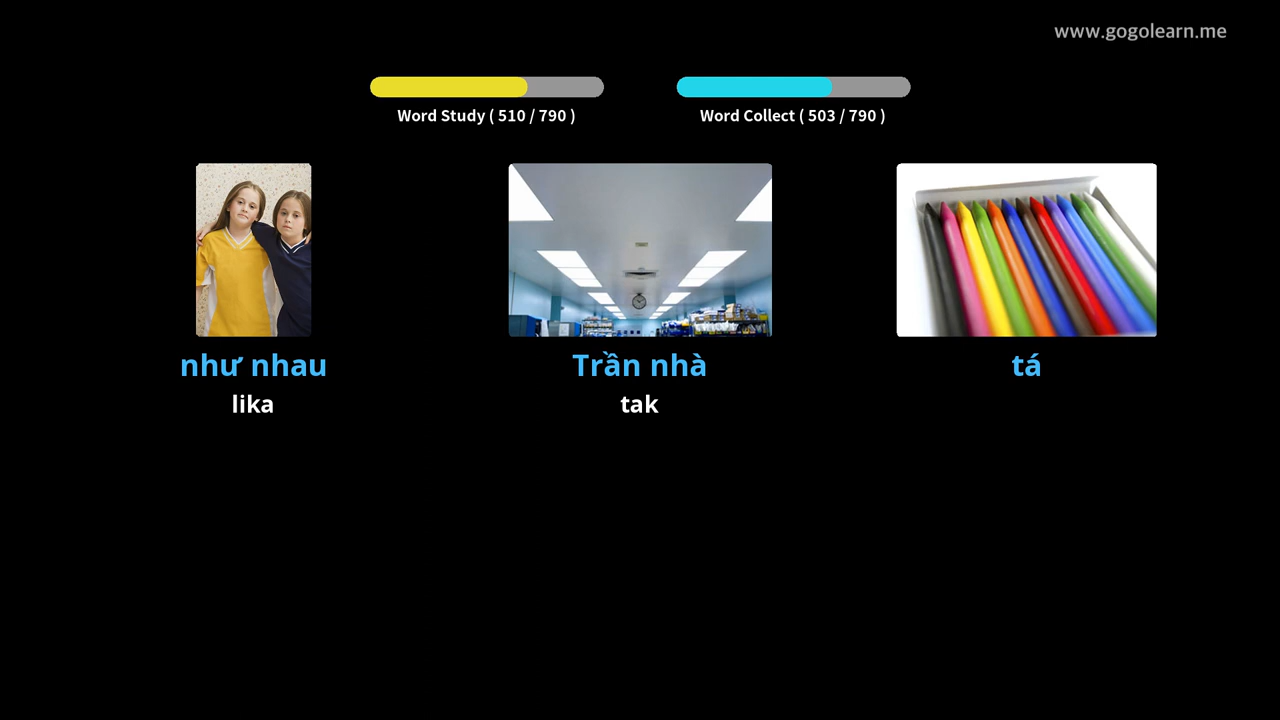 www.gogolearn.me
Word Study ( 510 / 790 )
Word Collect ( 503 / 790 )
như nhau
lika
Trần nhà
tak
tá